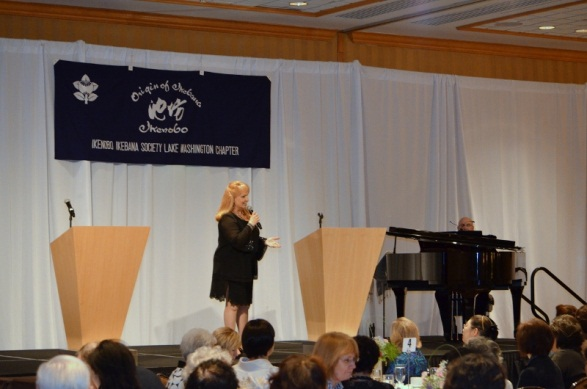 Origin of Ikebana
池坊
Ikenobo
IKENOBO IKEBANA SOCIETY LAKE WASHINGTON CHAPTER
4